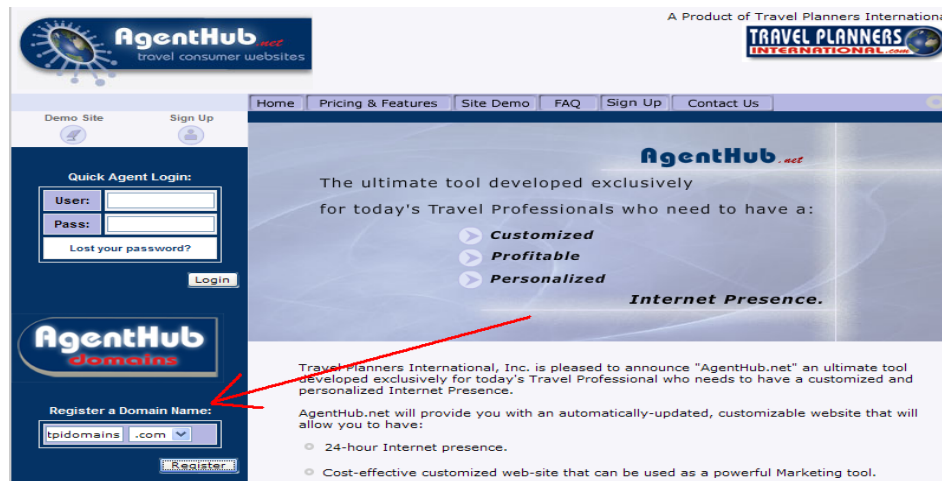 A Product of Travel Planners Internationa
AgentHub.net
travel consumer websites
TRAVEL PLANNERS
INTERNATIONAL.com
Home Pricing & Features Site Demo FAQ Sign Up Contact Us
Demo Site Sign Up
Quick Agent Login:
User:
Pass:
Lost your password?
Login
AgentHub
domains
Register a Domain Name:
tpidomains .com
Register
AgentHub.net
The ultimate tool developed exclusively
for today's Travel Professionals who need to have a:
Customized
Profitable
Personalized
Internet Presence.
Travel Planners International, Inc. is pleased to announce "AgentHub.net" an ultimate tool
developed exclusively for today's Travel Professional who needs to have a customized and
personalized Internet Presence.
AgentHub.net will provide you with an automatically-updated, customizable website that will
allow you to have:
24-hour Internet presence.
Cost-effective customized web-site that can be used as a powerful Marketing tool.